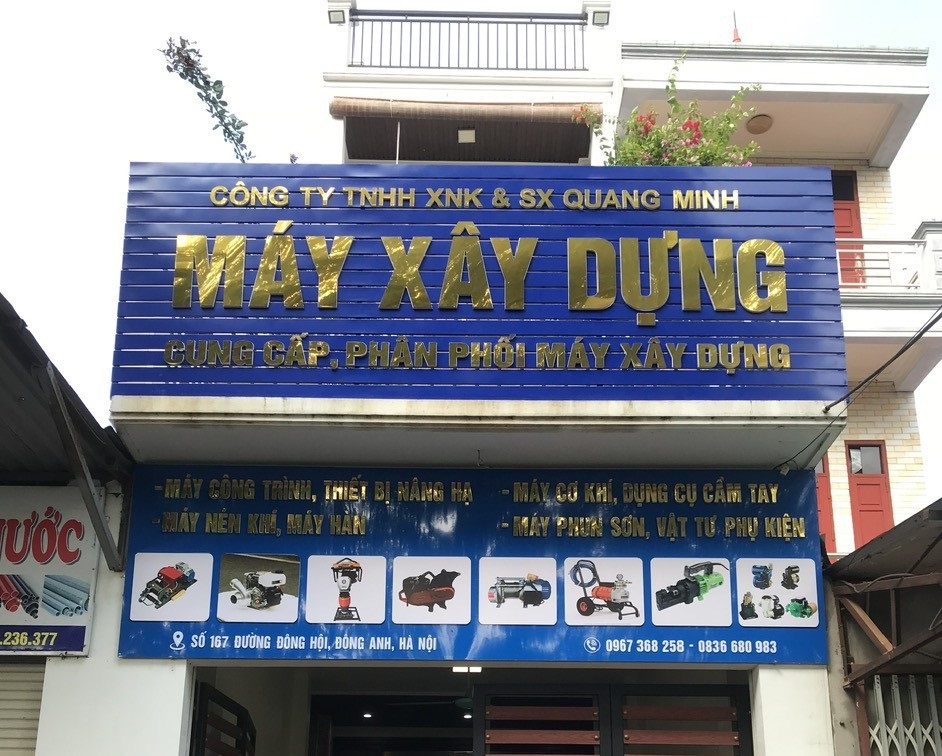 CÔNG TY TNHH XNK & SX QUANG MINH
MÁY XÂY DỰNG
CUNG CẤP, PHÂN PHỐI MÁY XÂY DỰNG
-MÁY CÔNG TRÌNH, THIẾT BỊ NÂNG HẠ
-MÁY NÉN KHÍ, MÁY HÀN
-MÁY CƠ KHÍ, DỤNG CỤ CẦM TAY
-MÁY PHUN SƠN, VẬT TƯ PHỤ KIỆN
SỐ 167 ĐƯỜNG ĐÔNG HỘI, ĐÔNG ANH, HÀ NỘI
0967 368 258 - 0836 680 983
NƯỚC
.236.377